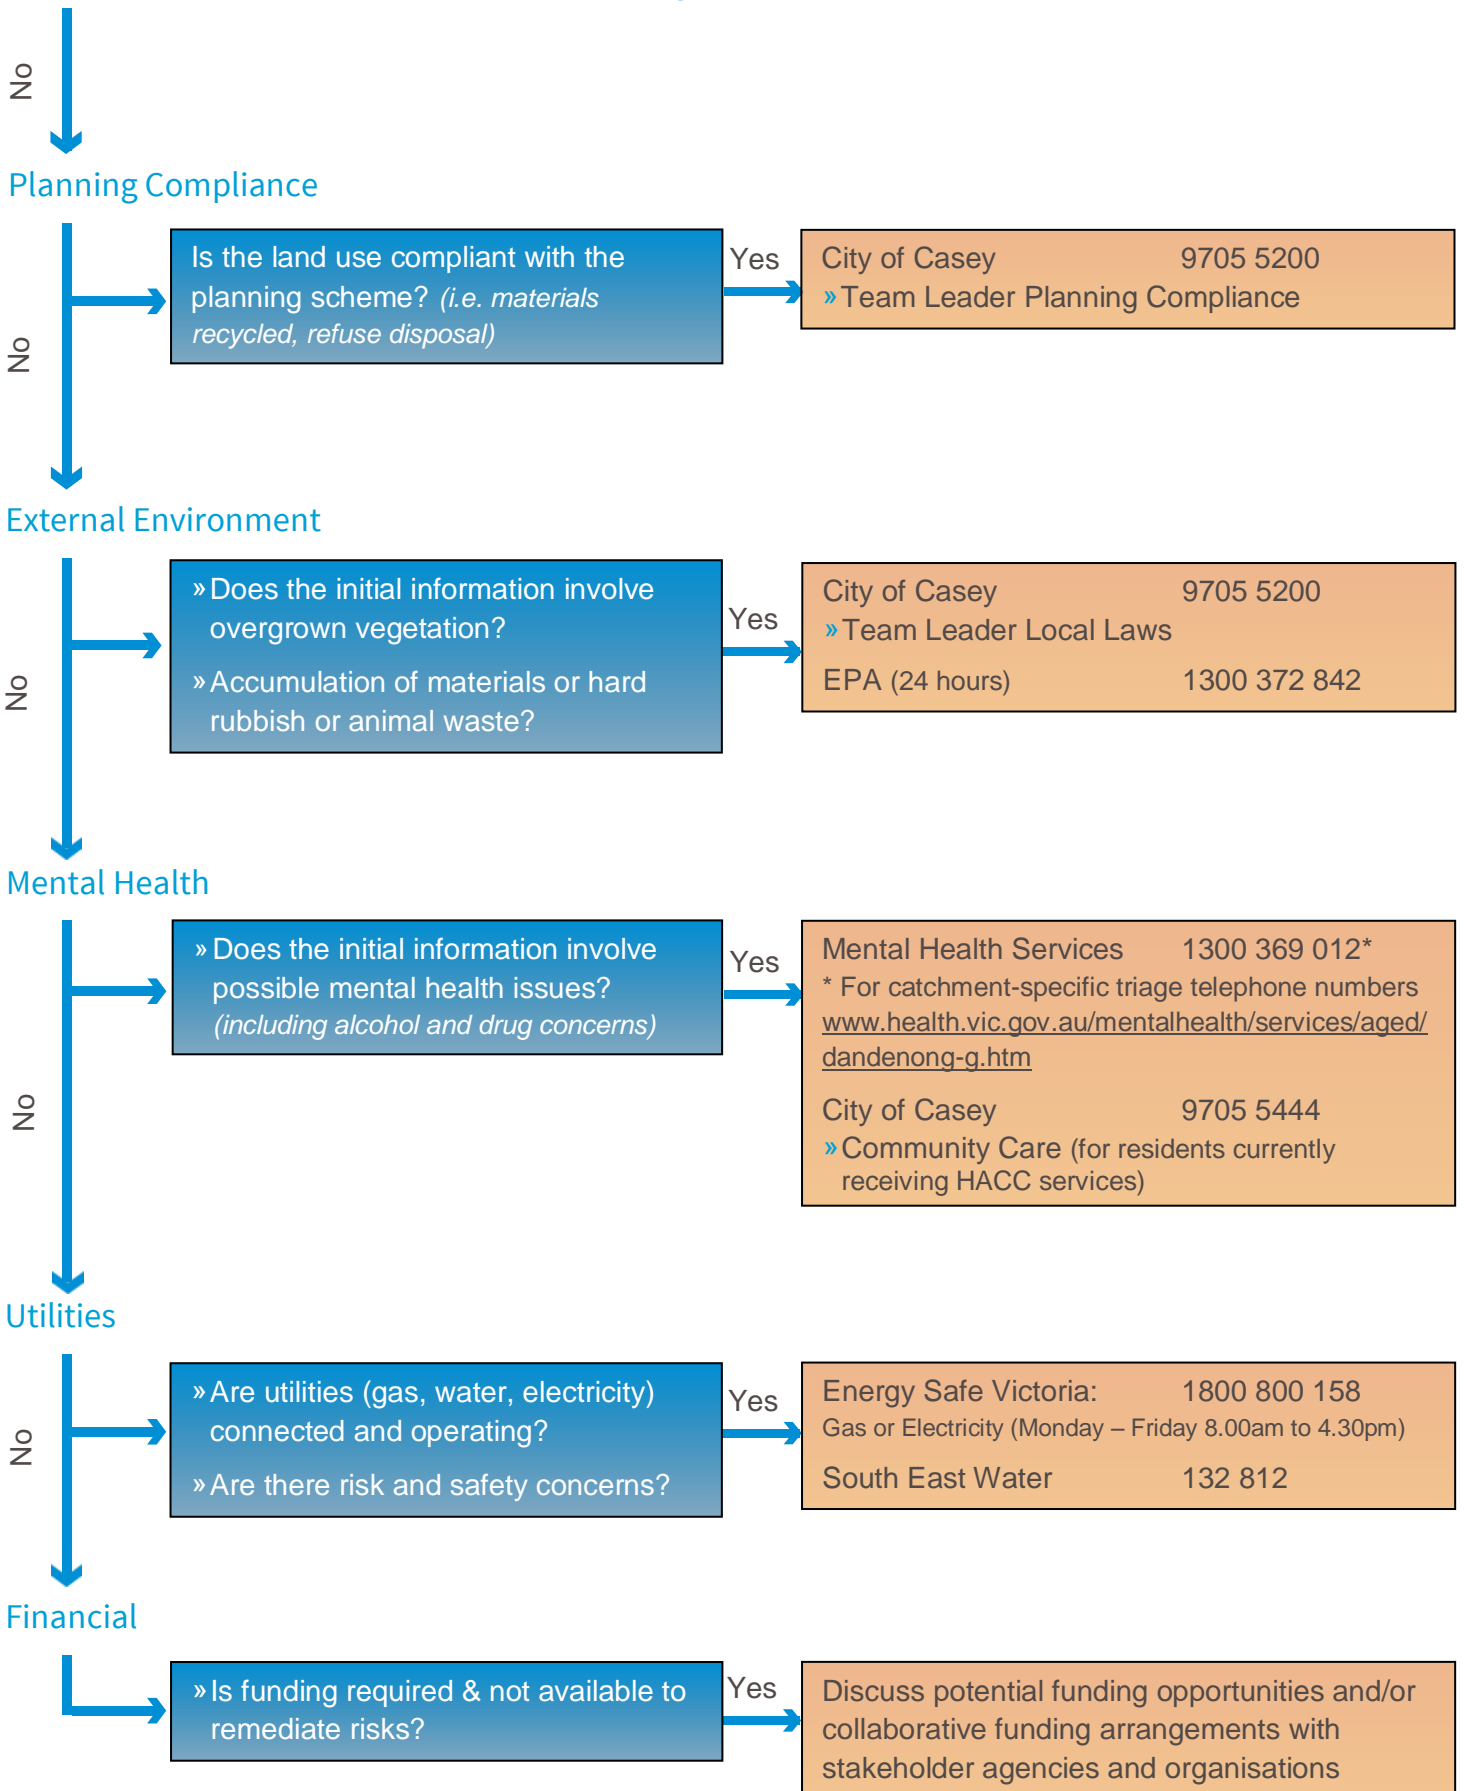 No
Planning Compliance
No
Is the land use compliant with the
planning scheme? (i.e. materials
recycled, refuse disposal)
Yes
City of Casey 9705 5200
» Team Leader Planning Compliance
External Environment
No
» Does the initial information involve
overgrown vegetation?
» Accumulation of materials or hard
rubbish or animal waste?
Yes
City of Casey 9705 5200
» Team Leader Local Laws
EPA (24 hours) 1300 372 842
Mental Health
No
» Does the initial information involve
possible mental health issues?
(including alcohol and drug concerns)
Yes
Mental Health Services 1300 369 012*
* For catchment-specific triage telephone numbers
www.health.vic.gov.au/mentalhealth/services/aged/
dandenong-g.htm
City of Casey 9705 5444
» Community Care (for residents currently
receiving HACC services)
Utilities
No
» Are utilities (gas, water, electricity)
connected and operating?
» Are there risk and safety concerns?
Yes
Energy Safe Victoria: 1800 800 158
Gas or Electricity (Monday – Friday 8.00am to 4.30pm)
South East Water 132 812
Financial
» Is funding required & not available to
remediate risks?
Yes
Discuss potential funding opportunities and/or
collaborative funding arrangements with
stakeholder agencies and organisations